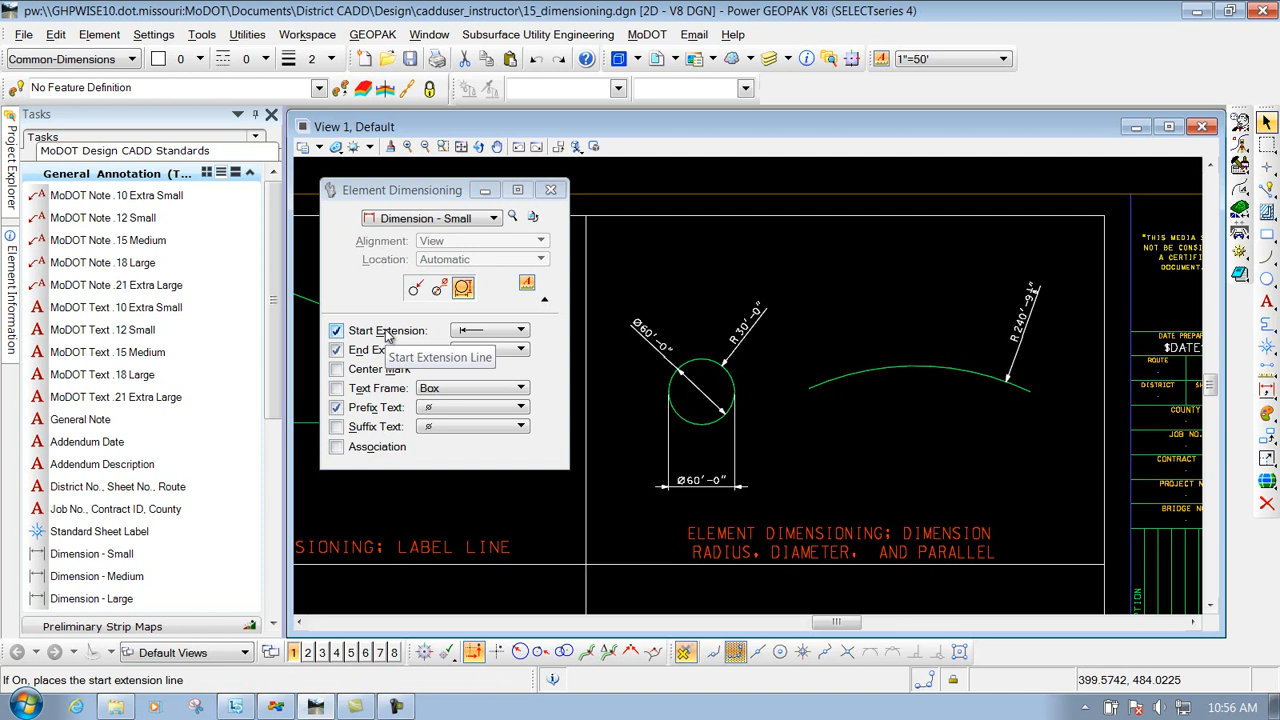 pw:\\GHPWISE10.dot.missouri:MoDOT\Documents\District CADD\Design\cadduser_instructor\15_dimensioning.dgn [2D - V8 DGN] - Power GEOPAK V8i (SELECTseries 4)
File Edit Element Settings Tools Utilities Workspace GEOPAK Window Subsurface Utility Engineering MoDOT Email Help
Common-Dimensions 0 0 2 1"=50'
No Feature Definition
Tasks
Tasks
MoDOT Design CADD Standards
General Annotation (T...
MoDOT Note .10 Extra Small
MoDOT Note .12 Small
MoDOT Note .15 Medium
MoDOT Note .18 Large
MoDOT Note .21 Extra Large
MoDOT Text .10 Extra Small
MoDOT Text .12 Small
MoDOT Text .15 Medium
MoDOT Text .18 Large
MoDOT Text .21 Extra Large
General Note
Addendum Date
Addendum Description
District No., Sheet No., Route
Job No., Contract ID, County
Standard Sheet Label
Dimension - Small
Dimension - Medium
Dimension - Large
Preliminary Strip Maps
Project Explorer
Element Information
View 1, Default
Element Dimensioning
Dimension - Small
Alignment: View
Location: Automatic
Start Extension:
End Ex
Start Extension Line
Center Mark
Text Frame: Box
Prefix Text: ø
Suffix Text: ø
Association
Ø60'-0"
R 30'-0"
Ø60'-0"
SIONING; LABEL LINE
ELEMENT DIMENSIONING; DIMENSION
RADIUS, DIAMETER, AND PARALLEL
"THIS MEDIA S
NOT BE CONSI
A CERTIFI
DOCUMENT.
DATE PREPAR
$DATE$
ROUTE
DISTRICT
COUNTY
JOB NO.
CONTRACT
PROJECT N
BRIDGE N
Default Views 1 2 3 4 5 6 7 8
If On, places the start extension line
399.5742, 484.0225
10:56 AM